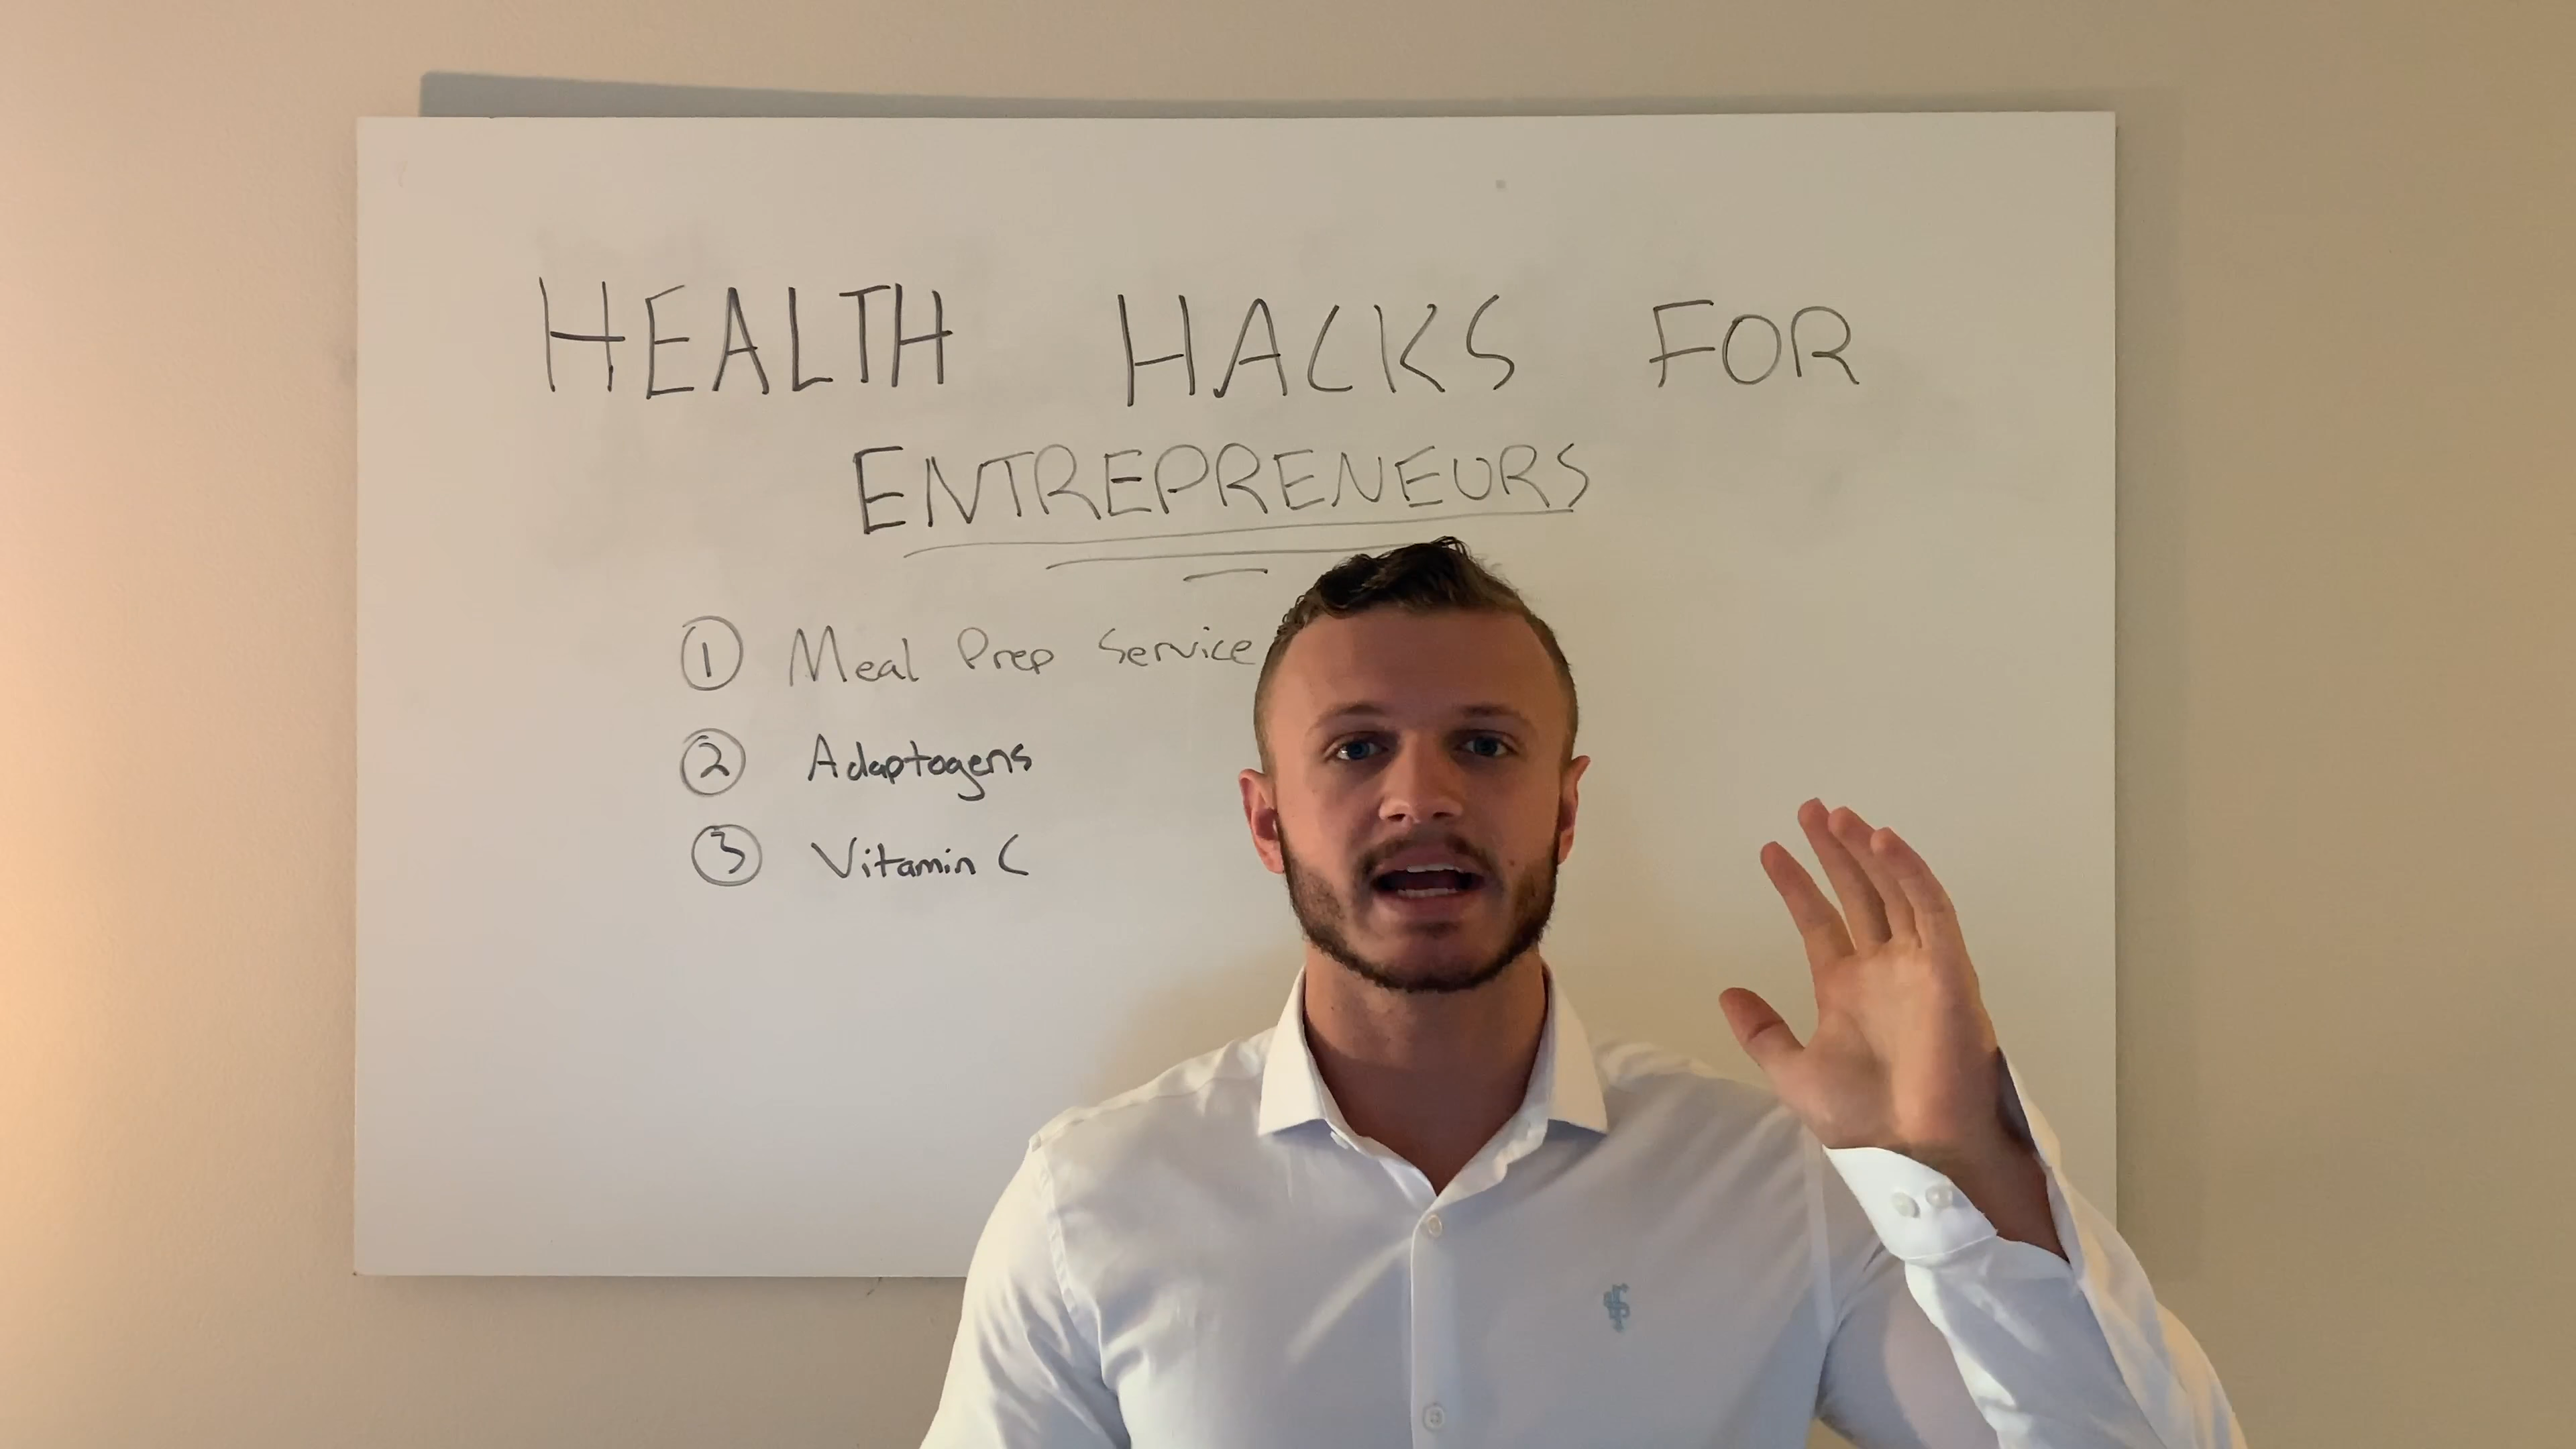 HEALTH HACKS FOR
ENTREPRENEURS
1 Meal Prep Service
2 Adaptogens
3 Vitamin C